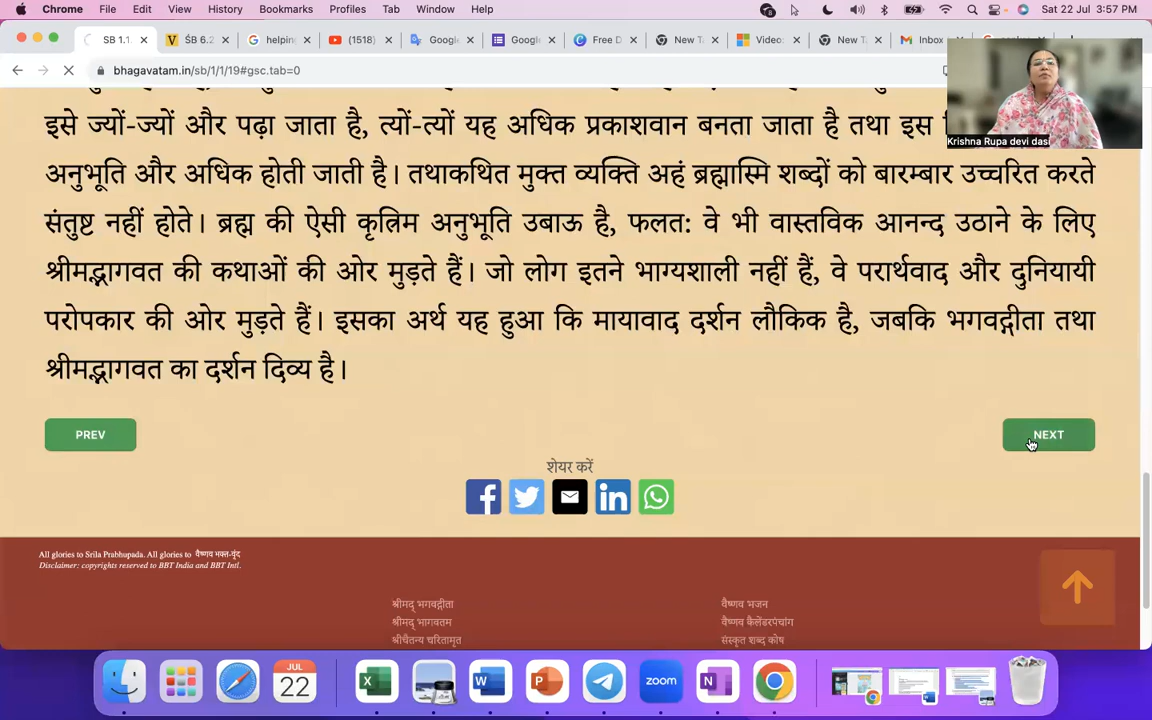 Chrome File Edit View History Bookmarks Profiles Tab Window Help Sat 22 Jul 3:57 PM
SB 1.1 ŚB 6.2 helping (1518) Google Google Free D New T Video: New T Inbox
bhagavatam.in/sb/1/1/19#gsc.tab=0
Krishna Rupa devi dasi
इसे ज्यों-ज्यों और पढ़ा जाता है, त्यों-त्यों यह अधिक प्रकाशवान बनता जाता है तथा इस
अनुभूति और अधिक होती जाती है। तथाकथित मुक्त व्यक्ति अहं ब्रह्मास्मि शब्दों को बारम्बार उच्चरित करते
संतुष्ट नहीं होते। ब्रह्म की ऐसी कृत्रिम अनुभूति उबाऊ है, फलत: वे भी वास्तविक आनन्द उठाने के लिए
श्रीमद्भागवत की कथाओं की ओर मुड़ते हैं। जो लोग इतने भाग्यशाली नहीं हैं, वे परार्थवाद और दुनियायी
परोपकार की ओर मुड़ते हैं। इसका अर्थ यह हुआ कि मायावाद दर्शन लौकिक है, जबकि भगवद्गीता तथा
श्रीमद्भागवत का दर्शन दिव्य है।
PREV NEXT
शेयर करें
All glories to Srila Prabhupada. All glories to वैष्णव भक्त-वृंद
Disclaimer: copyrights reserved to BBT India and BBT Intl.
श्रीमद् भगवद्गीता वैष्णव भजन
श्रीमद् भागवतम वैष्णव कैलेंडरपंचांग
श्रीचैतन्य चरितामृत संस्कृत शब्द कोष
JUL
22
zoom